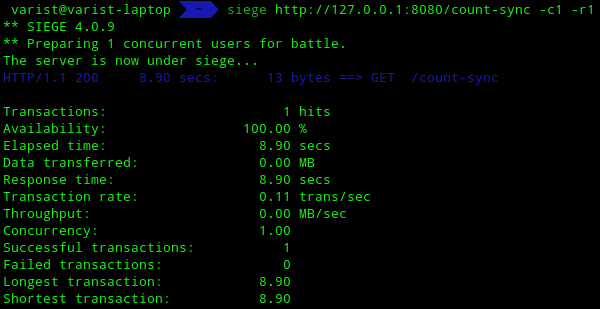 varist@varist-laptop ~ siege http://127.0.0.1:8080/count-sync -c1 -r1
** SIEGE 4.0.9
** Preparing 1 concurrent users for battle.
The server is now under siege...
HTTP/1.1 200     8.90 secs:      13 bytes ==> GET  /count-sync

Transactions:                      1 hits
Availability:                 100.00 %
Elapsed time:                   8.90 secs
Data transferred:               0.00 MB
Response time:                  8.90 secs
Transaction rate:               0.11 trans/sec
Throughput:                     0.00 MB/sec
Concurrency:                    1.00
Successful transactions:           1
Failed transactions:               0
Longest transaction:            8.90
Shortest transaction:           8.90